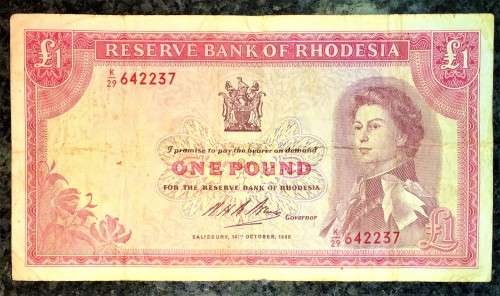 RESERVE BANK OF RHODESIA
£1 £1
K/29 642237
I promise to pay the bearer on demand
ONE POUND
FOR THE RESERVE BANK OF RHODESIA
Governor
K/29 642237
SALISBURY, 14TH OCTOBER, 1968
£1